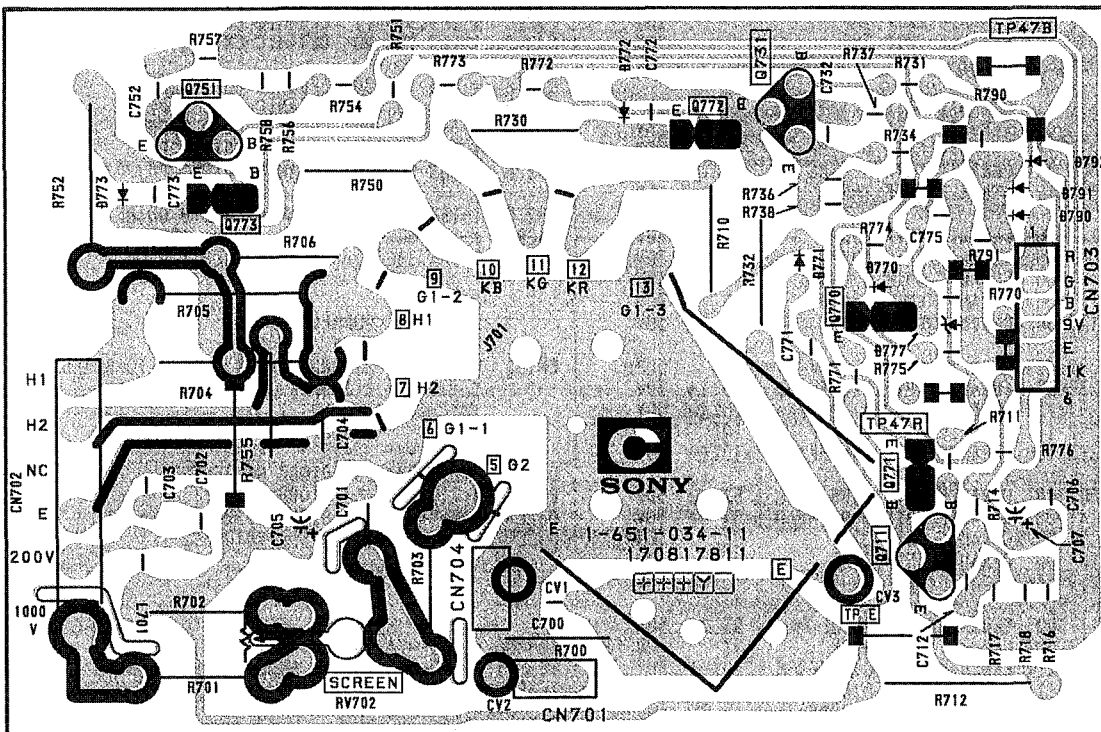 R757
R751
TP47B
C752
Q751
R754
R773
R772
D772
C772
Q731
B
C732
R737
R731
R790
E
B
R758
R756
R730
E
Q772
B
R734
R752
D773
C773
E
B
Q773
R750
E
R736
R738
D791
D790
R706
R710
R732
R774
C775
R791
1
9
G1-2
10
KB
11
KG
12
KR
13
G1-3
D771
D770
Q770
R770
R
G
B
9V
E
IK
6
CN703
R705
8 H1
J701
C771
E
D777
R775
R771
H1
H2
NC
E
200V
1000
V
CN702
R704
7 H2
TP47R
R711
C704
6 G1-1
R755
C703
C702
5 G2
C
SONY
E
Q771
B
R776
C701
C705
R714
C706
C707
E
1-651-034-11
170817811
E
Q711
B
R703
CN704
CV1
CV3
E
L701
R702
C700
TP-E
C712
R717
R718
R716
R701
SCREEN
RV702
CV2
R700
CN701
R712